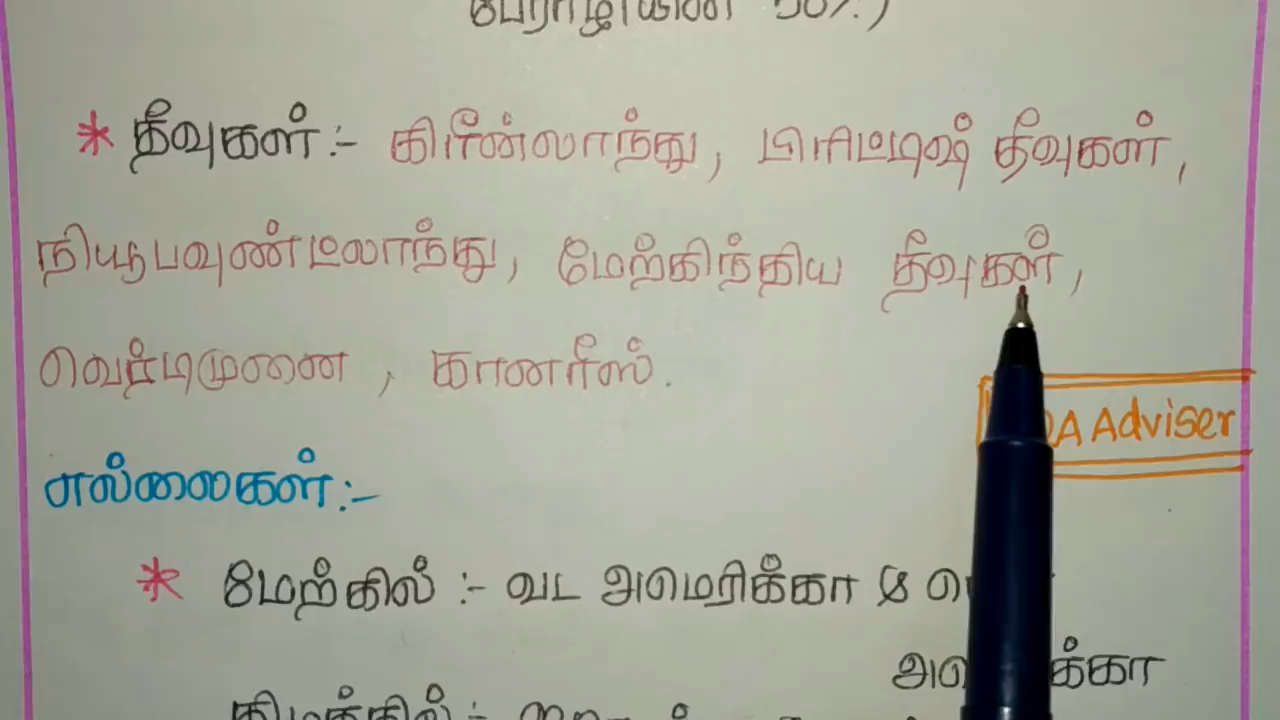 * தீவுகள் :- கிரீன்லாந்து, பிரிட்டிஷ் தீவுகள்,
நியூபவுண்ட்லாந்து, மேற்கிந்திய தீவுகள்,
வெர்டிமுனை, கானரீஸ்.
Adviser
எல்லைகள் :-
* மேற்கில் :- வட அமெரிக்கா &